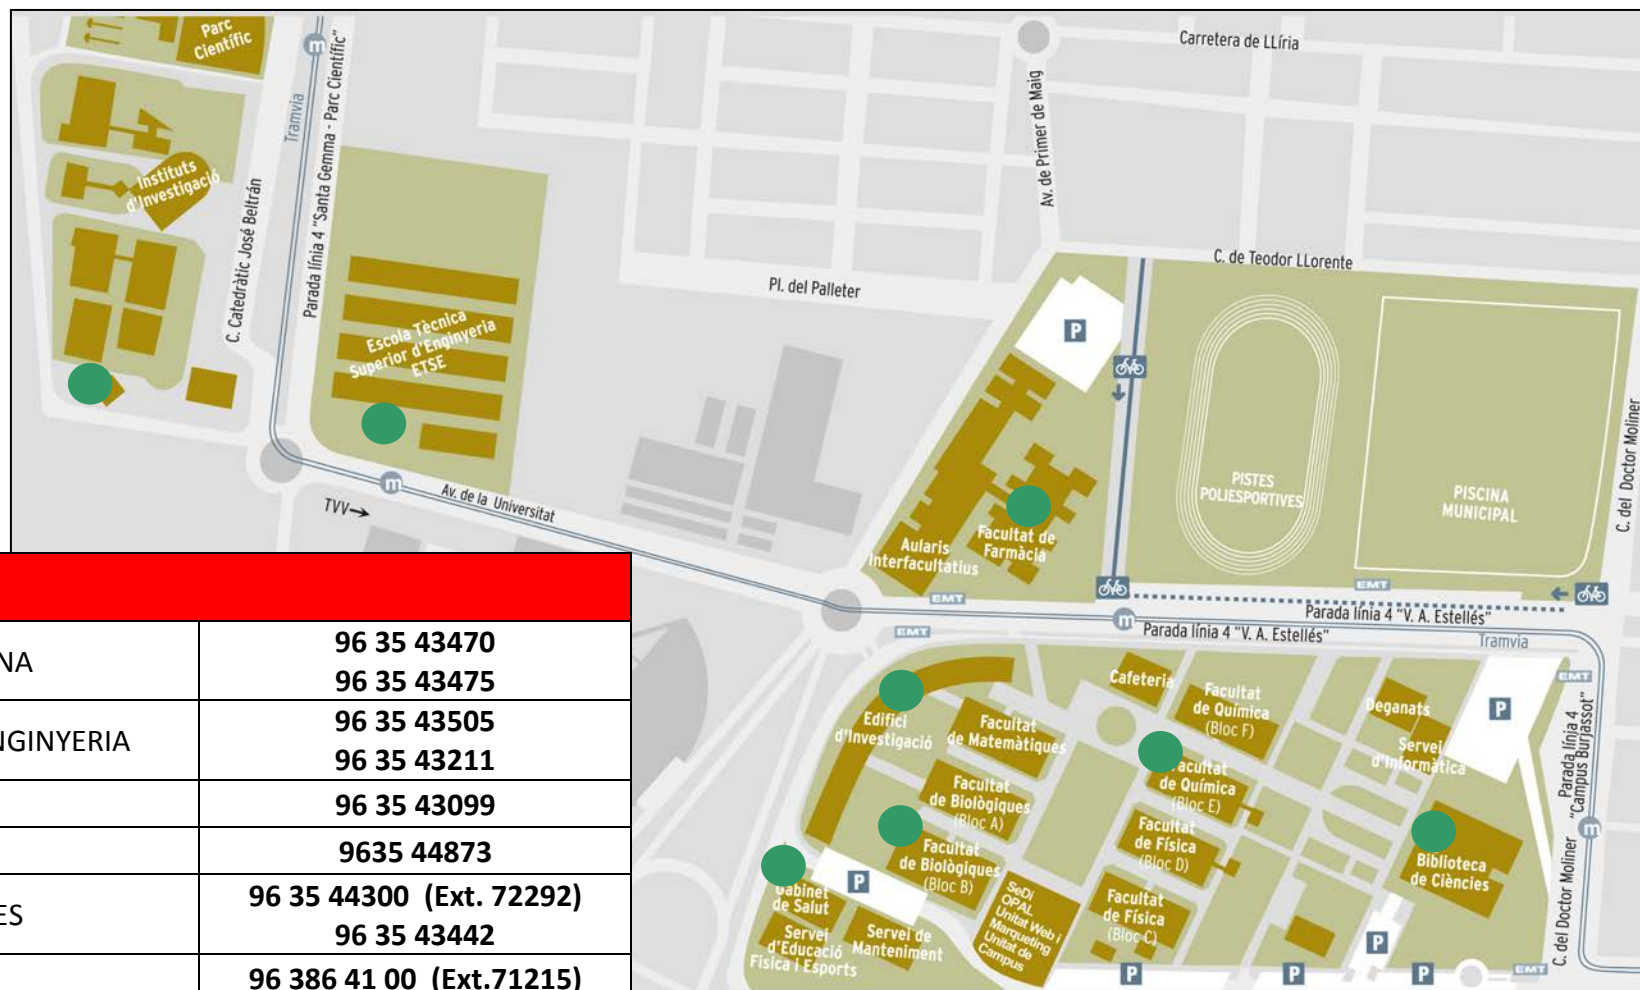 Parc
Científic
Carretera de LLíria
Tramvia
Parada línia 4 "Santa Gemma - Parc Científic"
m
Av. de Primer de Maig
Instituts
d'Investigació
C. Catedràtic José Beltrán
C. de Teodor LLorente
Pl. del Palleter
P
Escola Tècnica
Superior d'Enginyeria
ETSE
C. del Doctor Moliner
PISTES
POLIESPORTIVES
PISCINA
MUNICIPAL
m
Av. de la Universitat
TVV
Facultat de
Farmàcia
Aularis
Interfacultatius
EMT
EMT
m
Parada línia 4 "V. A. Estellés"
EMT
Parada línia 4 "V. A. Estellés"
Tramvia
EMT
Cafeteria
Facultat
de Química
(Bloc F)
Deganats
P
Servei
d'Informàtica
Parada línia 4
"Campus Burjassot"
m
Edifici
d'Investigació
Facultat
de Matemàtiques
Facultat
de Química
(Bloc E)
Facultat
de Biològiques
(Bloc A)
Facultat
de Física
(Bloc D)
Facultat
de Biològiques
(Bloc B)
Biblioteca
de Ciències
C. del Doctor Moliner
P
Gabinet
de Salut
SeDi
OPAL
Unitat Web i
Marqueting
Unitat de
Campus
Facultat
de Física
(Bloc C)
Servei
d'Educació
Física i Esports
Servei de
Manteniment
P
P
P
P
EMT
NA
96 35 43470
96 35 43475
NGINYERIA
96 35 43505
96 35 43211
96 35 43099
9635 44873
ES
96 35 44300 (Ext. 72292)
96 35 43442
96 386 41 00 (Ext.71215)